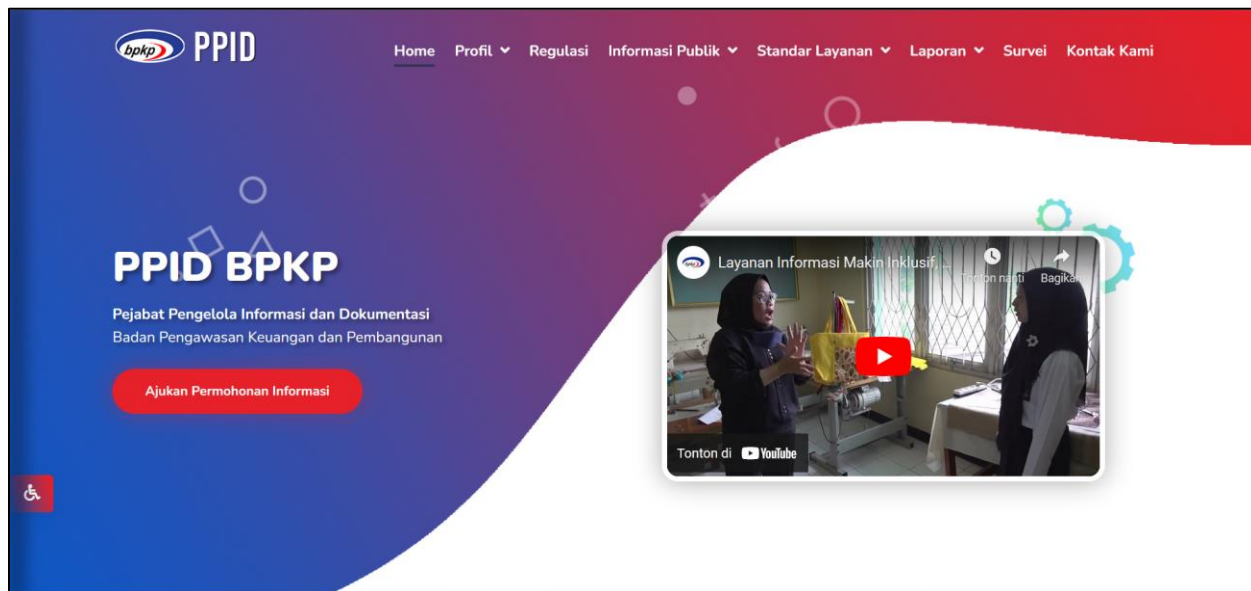 bpkp PPID
Home Profil Regulasi Informasi Publik Standar Layanan Laporan Survei Kontak Kami
PPID BPKP
Pejabat Pengelola Informasi dan Dokumentasi
Badan Pengawasan Keuangan dan Pembangunan
Ajukan Permohonan Informasi
Layanan Informasi Makin Inklusif, ...
Tonton nanti Bagikan
Tonton di YouTube